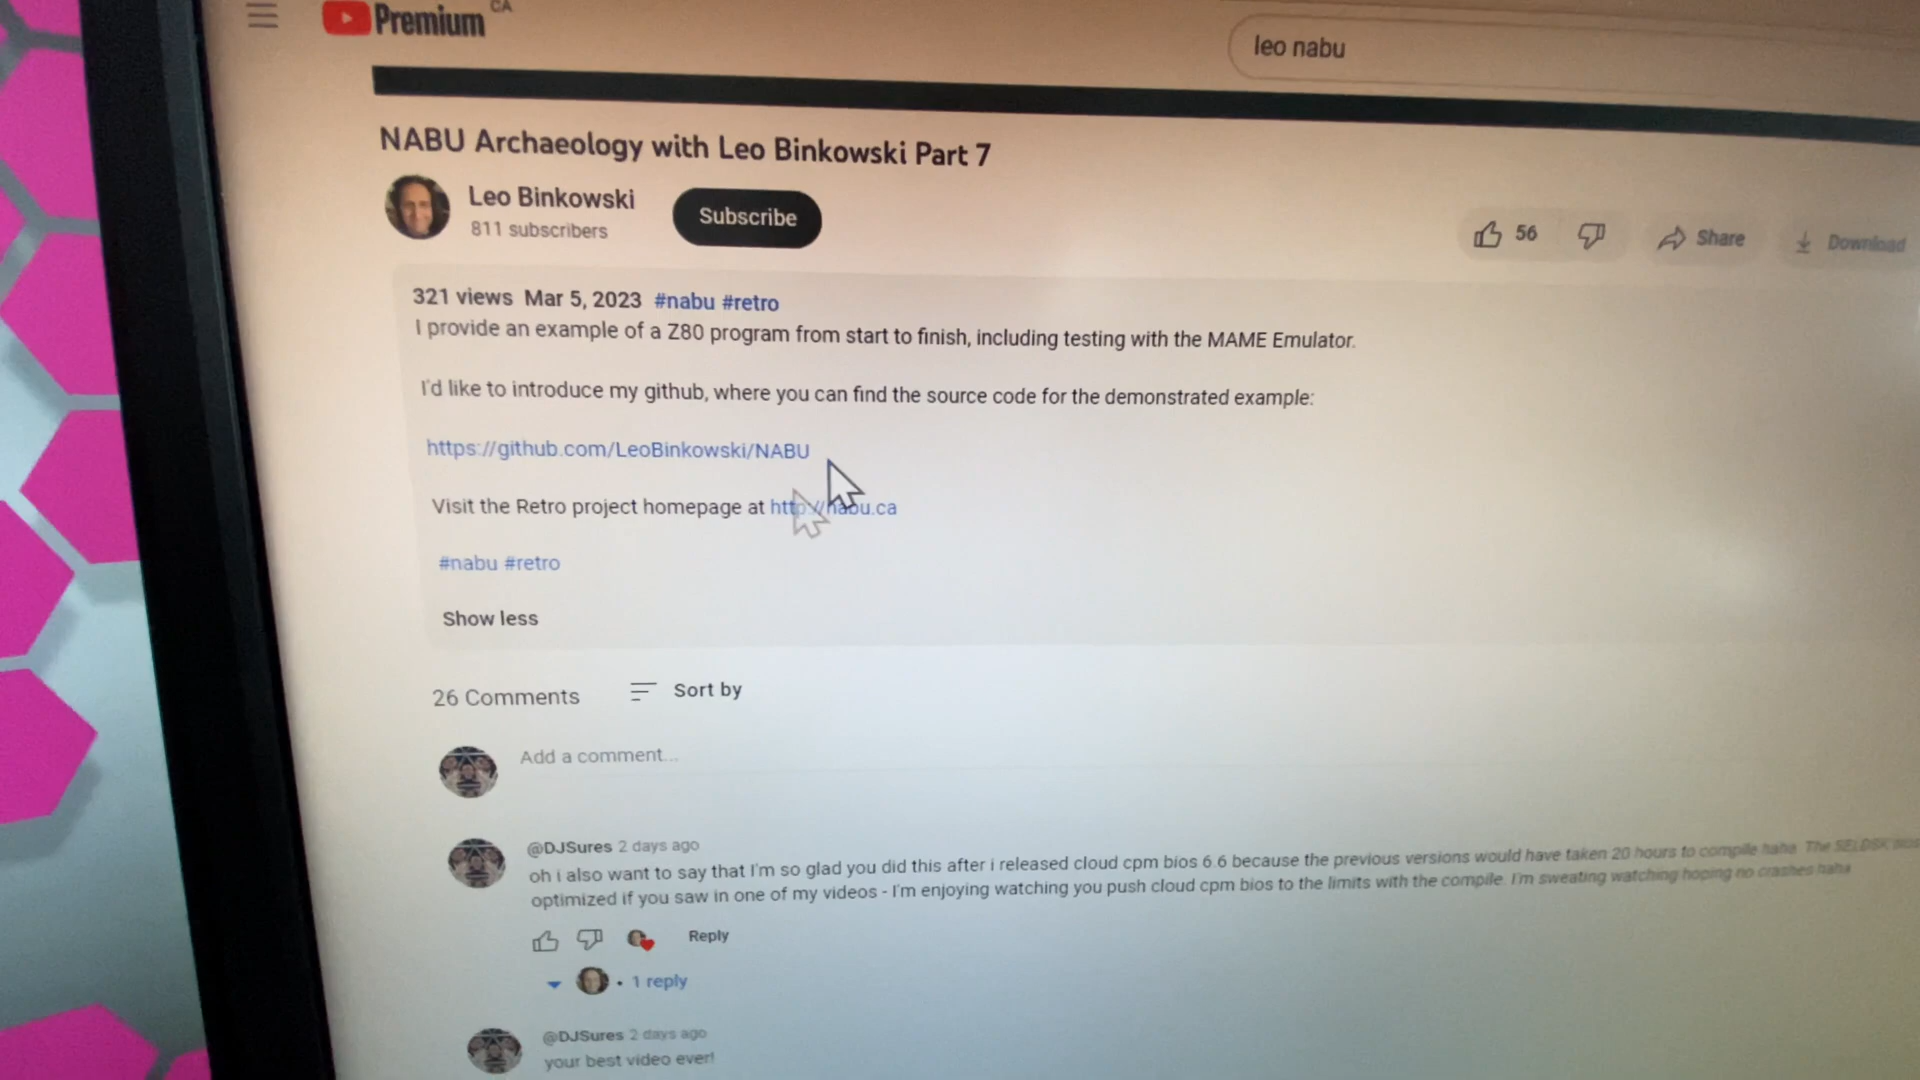 Premium CA
leo nabu
NABU Archaeology with Leo Binkowski Part 7
Leo Binkowski
811 subscribers
Subscribe
56
Share
Download
321 views Mar 5, 2023 #nabu #retro
I provide an example of a Z80 program from start to finish, including testing with the MAME Emulator.
I'd like to introduce my github, where you can find the source code for the demonstrated example:
https://github.com/LeoBinkowski/NABU
Visit the Retro project homepage at http://nabu.ca
#nabu #retro
Show less
26 Comments
Sort by
Add a comment...
@DJSures 2 days ago
oh i also want to say that I'm so glad you did this after i released cloud cpm bios 6.6 because the previous versions would have taken 20 hours to compile haha. The SELDSK
optimized if you saw in one of my videos - I'm enjoying watching you push cloud cpm bios to the limits with the compile. I'm sweating watching hoping no crashes haha
Reply
1 reply
@DJSures 2 days ago
your best video ever!